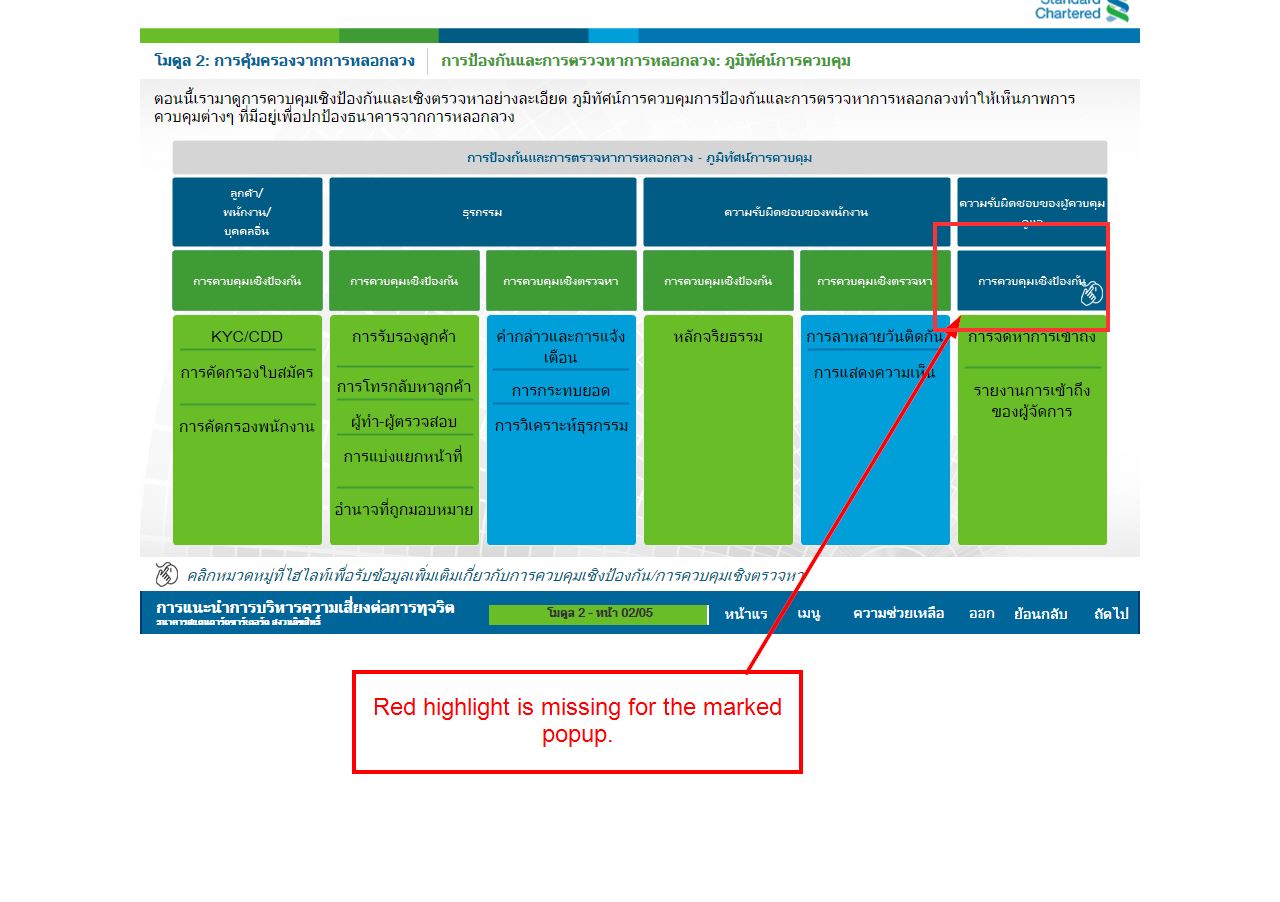 Standard
Chartered
โมดูล 2: การคุ้มครองจากการหลอกลวง
การป้องกันและการตรวจหาการหลอกลวง: ภูมิทัศน์การควบคุม
ตอนนี้เรามาดูการควบคุมเชิงป้องกันและเชิงตรวจหาอย่างละเอียด ภูมิทัศน์การควบคุมการป้องกันและการตรวจหาการหลอกลวงทำให้เห็นภาพการ
ควบคุมต่างๆ ที่มีอยู่เพื่อปกป้องธนาคารจากการหลอกลวง
การป้องกันและการตรวจหาการหลอกลวง - ภูมิทัศน์การควบคุม
ลูกค้า/
พนักงาน/
บุคคลอื่น
ธุรกรรม
ความรับผิดชอบของพนักงาน
ความรับผิดชอบของผู้ควบคุม
การควบคุมเชิงป้องกัน
การควบคุมเชิงป้องกัน
การควบคุมเชิงตรวจหา
การควบคุมเชิงป้องกัน
การควบคุมเชิงตรวจหา
การควบคุมเชิงป้องกัน
KYC/CDD
การคัดกรองใบสมัคร
การคัดกรองพนักงาน
การรับรองลูกค้า
การโทรกลับหาลูกค้า
ผู้ทำ-ผู้ตรวจสอบ
การแบ่งแยกหน้าที่
อำนาจที่ถูกมอบหมาย
คำกล่าวและการแจ้ง
เตือน
การกระทบยอด
การวิเคราะห์ธุรกรรม
หลักจริยธรรม
การลาหลายวันติดกัน
การแสดงความเห็น
การจัดหาการเข้าถึง
รายงานการเข้าถึง
ของผู้จัดการ
คลิกหมวดหมู่ที่ไฮไลท์เพื่อรับข้อมูลเพิ่มเติมเกี่ยวกับการควบคุมเชิงป้องกัน/การควบคุมเชิงตรวจหา
การแนะนำการบริหารความเสี่ยงต่อการทุจริต
โมดูล 2 - หน้า 02/05
หน้าแร
เมนู
ความช่วยเหลือ
ออก
ย้อนกลับ
ถัดไป
Red highlight is missing for the marked
popup.